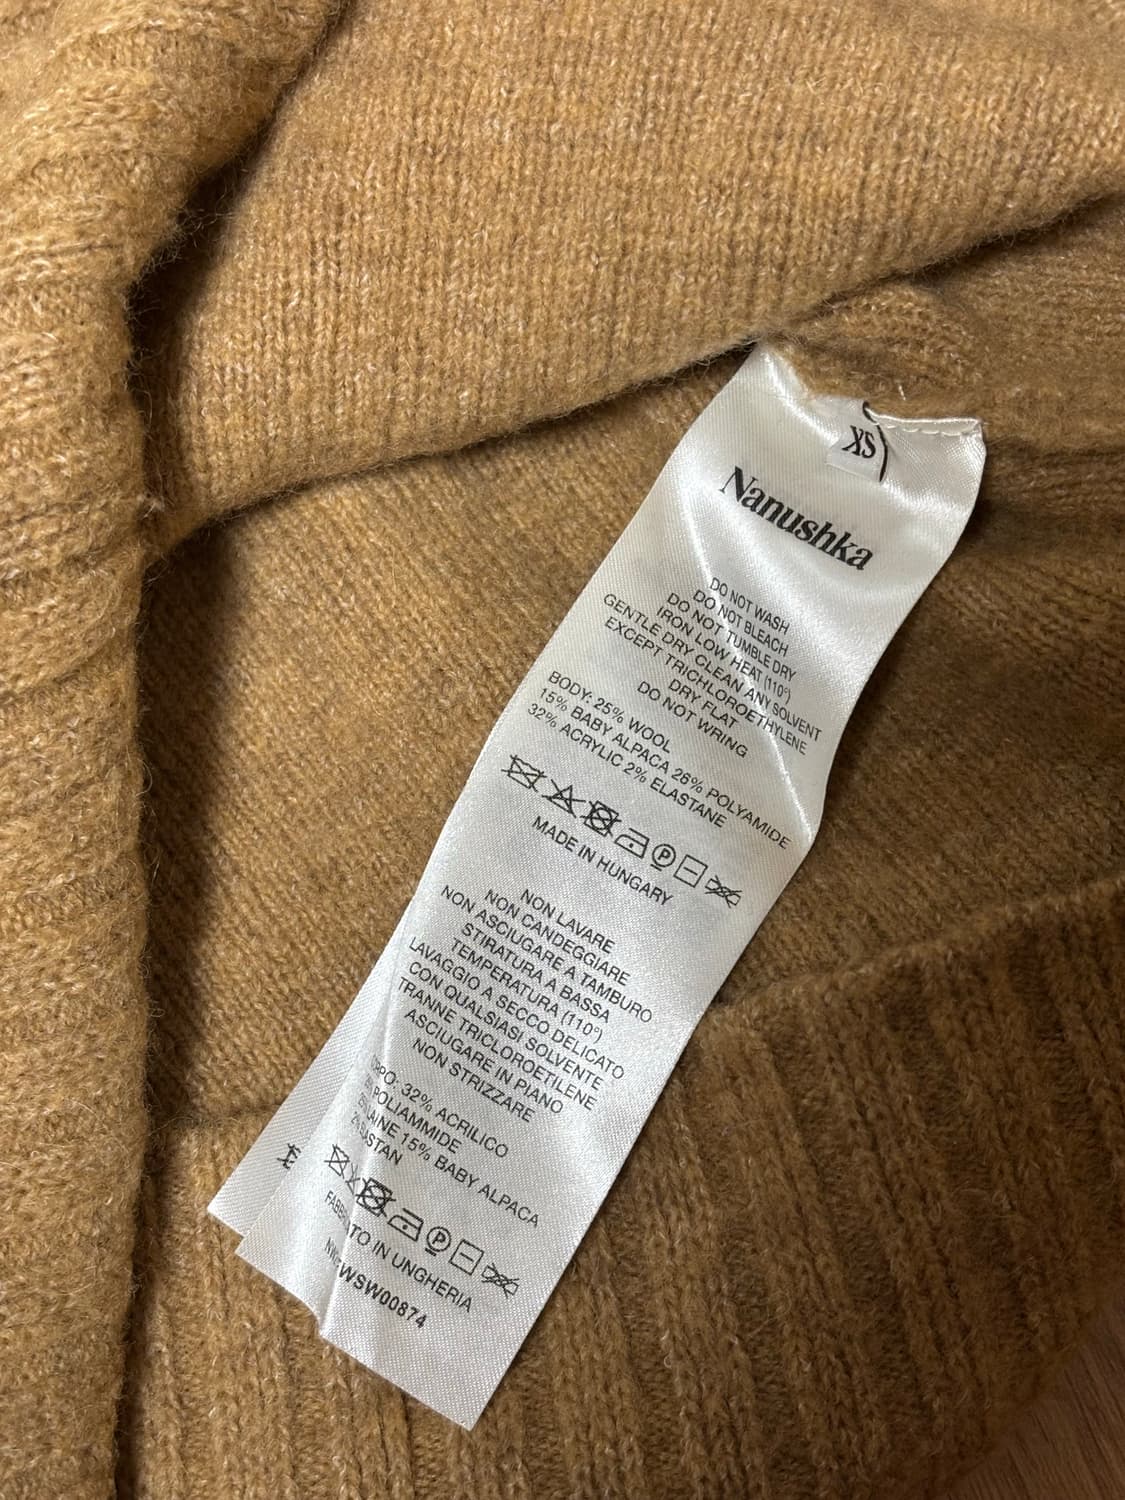 XS
Nanushka
DO NOT WASH
DO NOT BLEACH
DO NOT TUMBLE DRY
IRON LOW HEAT (110°)
GENTLE DRY CLEAN ANY SOLVENT
EXCEPT TRICHLOROETHYLENE
DRY FLAT
DO NOT WRING
BODY: 25% WOOL
15% BABY ALPACA 26% POLYAMIDE
32% ACRYLIC 2% ELASTANE
P
MADE IN HUNGARY
NON LAVARE
NON CANDEGGIARE
NON ASCIUGARE A TAMBURO
STIRATURA A BASSA
TEMPERATURA (110°)
LAVAGGIO A SECCO DELICATO
CON QUALSIASI SOLVENTE
TRANNE TRICLOROETILENE
ASCIUGARE IN PIANO
NON STRIZZARE
32% ACRILICO
POLIAMMIDE
LAINE 15% BABY ALPACA
P
IN UNGHERIA
WSW00874